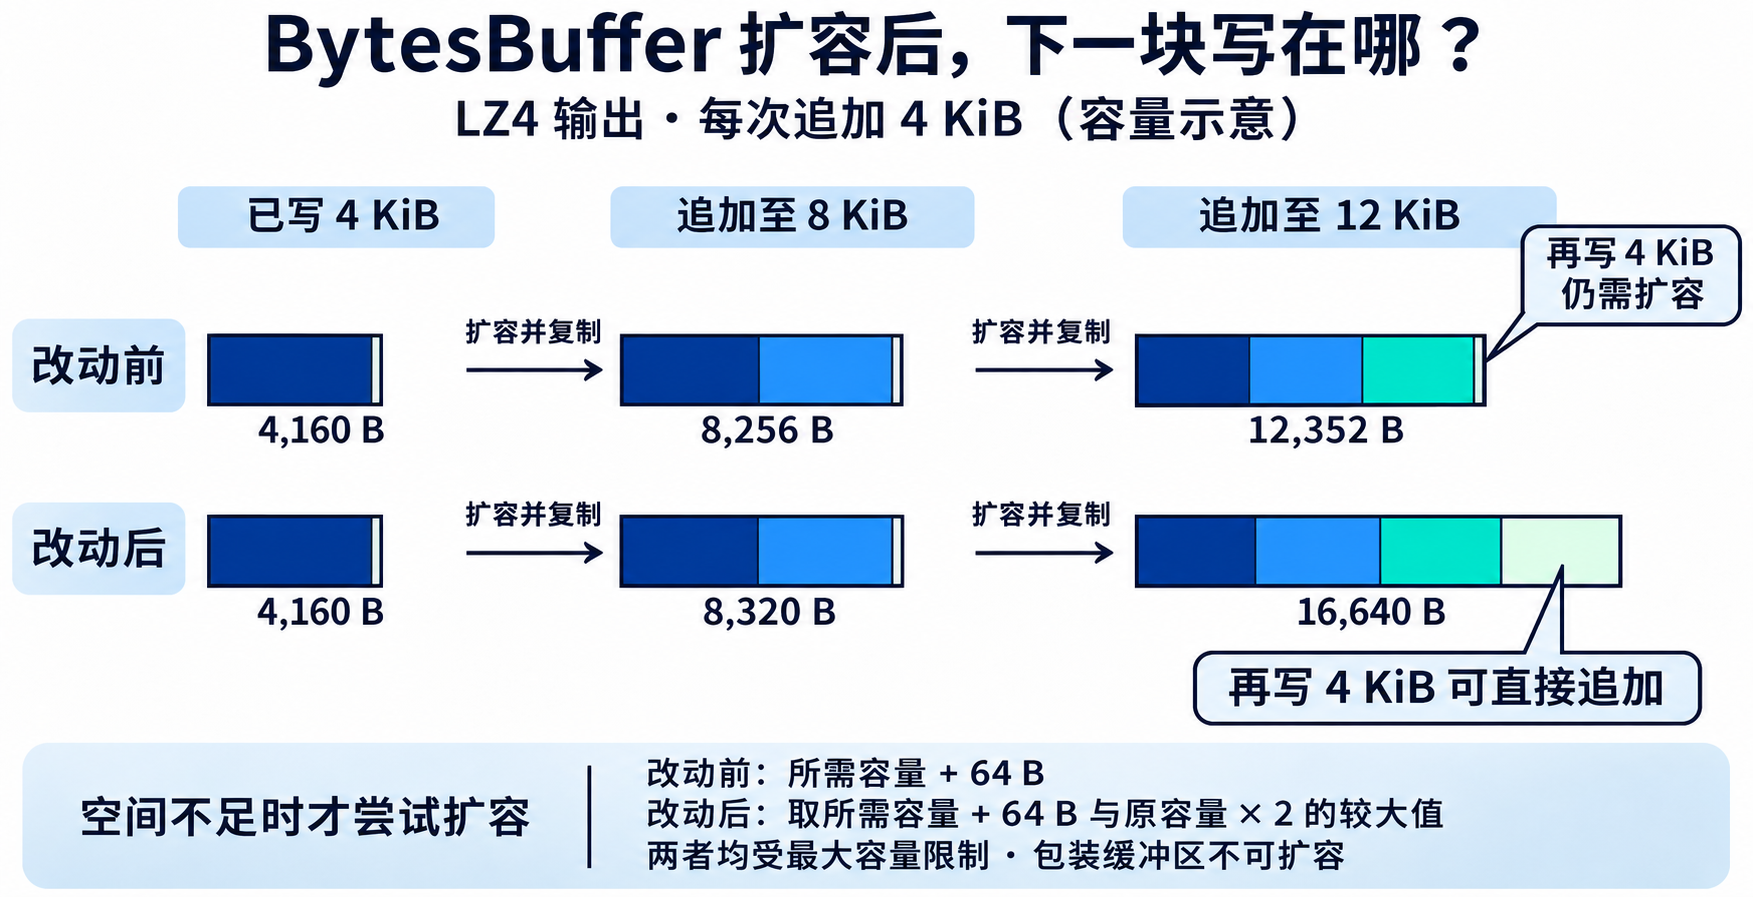 BytesBuffer 扩容后，下一块写在哪？
LZ4 输出・每次追加 4 KiB（容量示意）
已写 4 KiB
追加至 8 KiB
追加至 12 KiB
再写 4 KiB
仍需扩容
改动前
扩容并复制
扩容并复制
4,160 B
8,256 B
12,352 B
改动后
扩容并复制
扩容并复制
4,160 B
8,320 B
16,640 B
再写 4 KiB 可直接追加
空间不足时才尝试扩容
改动前：所需容量 + 64 B
改动后：取所需容量 + 64 B 与原容量 × 2 的较大值
两者均受最大容量限制・包装缓冲区不可扩容